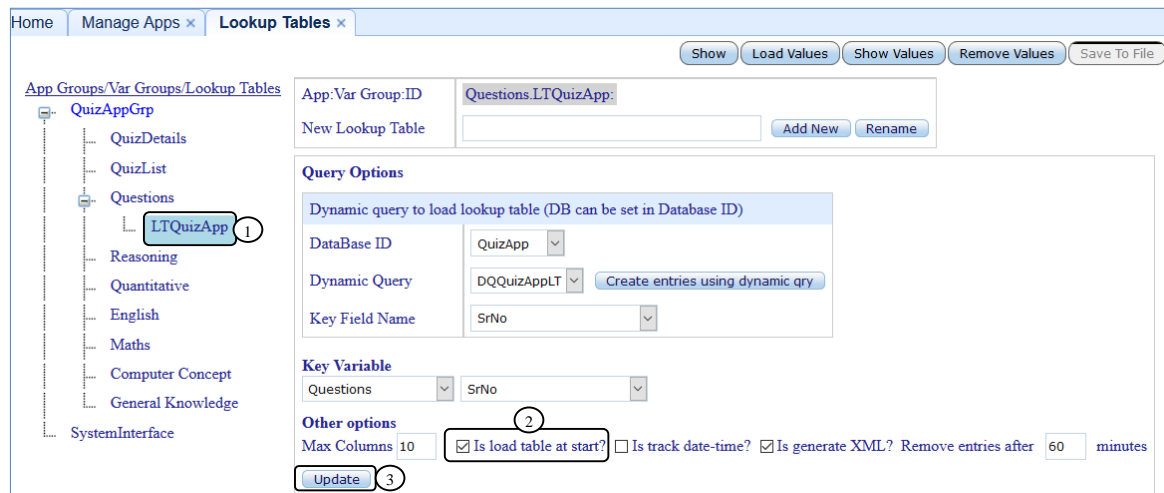 Home Manage Apps × Lookup Tables ×
Show Load Values Show Values Remove Values Save To File
App Groups/Var Groups/Lookup Tables
QuizAppGrp
QuizDetails
QuizList
Questions
LTQuizApp 1
Reasoning
Quantitative
English
Maths
Computer Concept
General Knowledge
SystemInterface
App:Var Group:ID Questions.LTQuizApp:
New Lookup Table Add New Rename
Query Options
Dynamic query to load lookup table (DB can be set in Database ID)
DataBase ID QuizApp
Dynamic Query DQQuizAppLT Create entries using dynamic qry
Key Field Name SrNo
Key Variable
Questions SrNo
Other options 2
Max Columns 10 Is load table at start? Is track date-time? Is generate XML? Remove entries after 60 minutes
Update 3